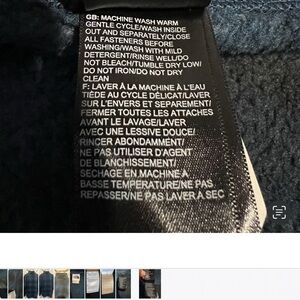 GB: MACHINE WASH WARM
GENTLE CYCLE/WASH INSIDE
OUT AND SEPARATELY/CLOSE
ALL FASTENERS BEFORE
WASHING/WASH WITH MILD
DETERGENT/RINSE WELL/DO
NOT BLEACH/TUMBLE DRY LOW/
DO NOT IRON/DO NOT DRY
CLEAN
F: LAVER À LA MACHINE À L'EAU
TIÈDE AU CYCLE DÉLICAT/LAVER
SUR L'ENVERS ET SEPARÉMENT/
FERMER TOUTES LES ATTACHES
AVANT LE LAVAGE/LAVER
AVEC UNE LESSIVE DOUCE/
RINCER ABONDAMMENT/
NE PAS UTILISER D'AGENT
DE BLANCHISSEMENT/
SECHAGE EN MACHINE À
BASSE TEMPÉRATURE/NE PAS
REPASSER/NE PAS LAVER À SEC